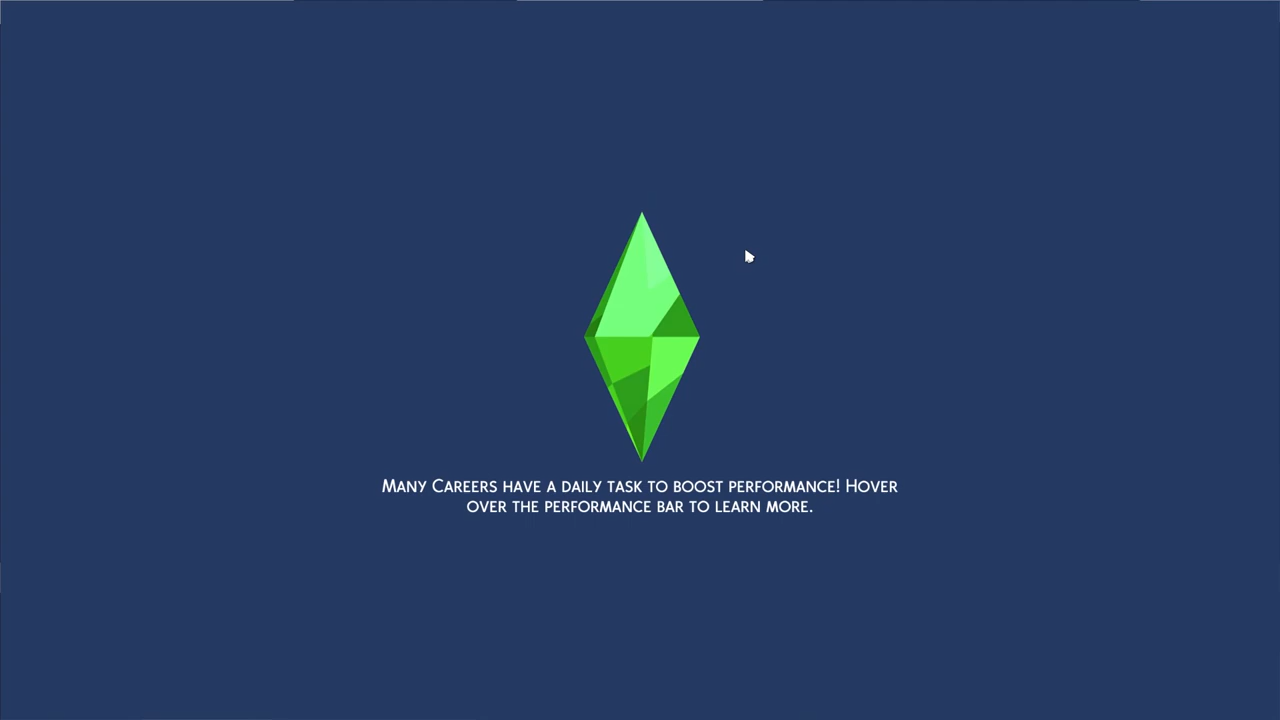 Many Careers have a daily task to boost performance! Hover
over the performance bar to learn more.